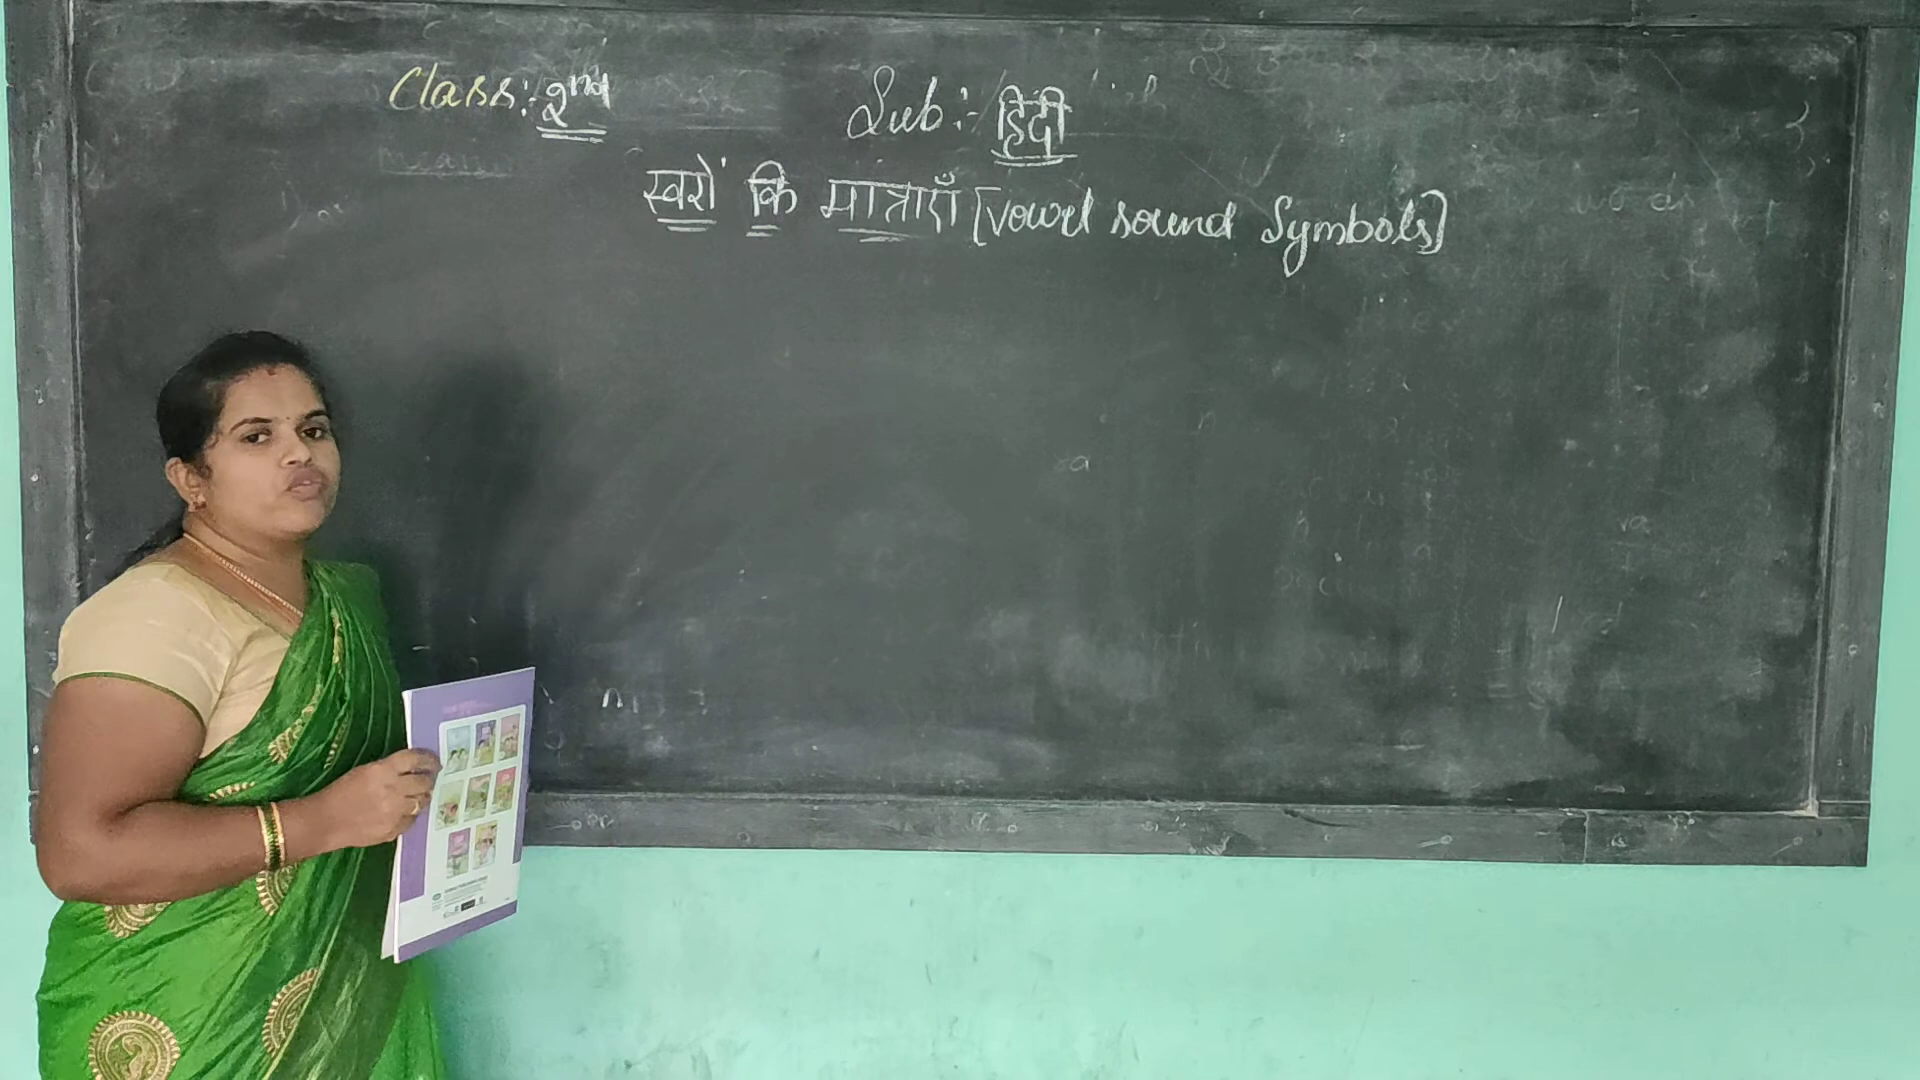 Class:- 2nd Sub:- हिंदी
स्वरों कि मात्राएँ [vowel sound Symbols]